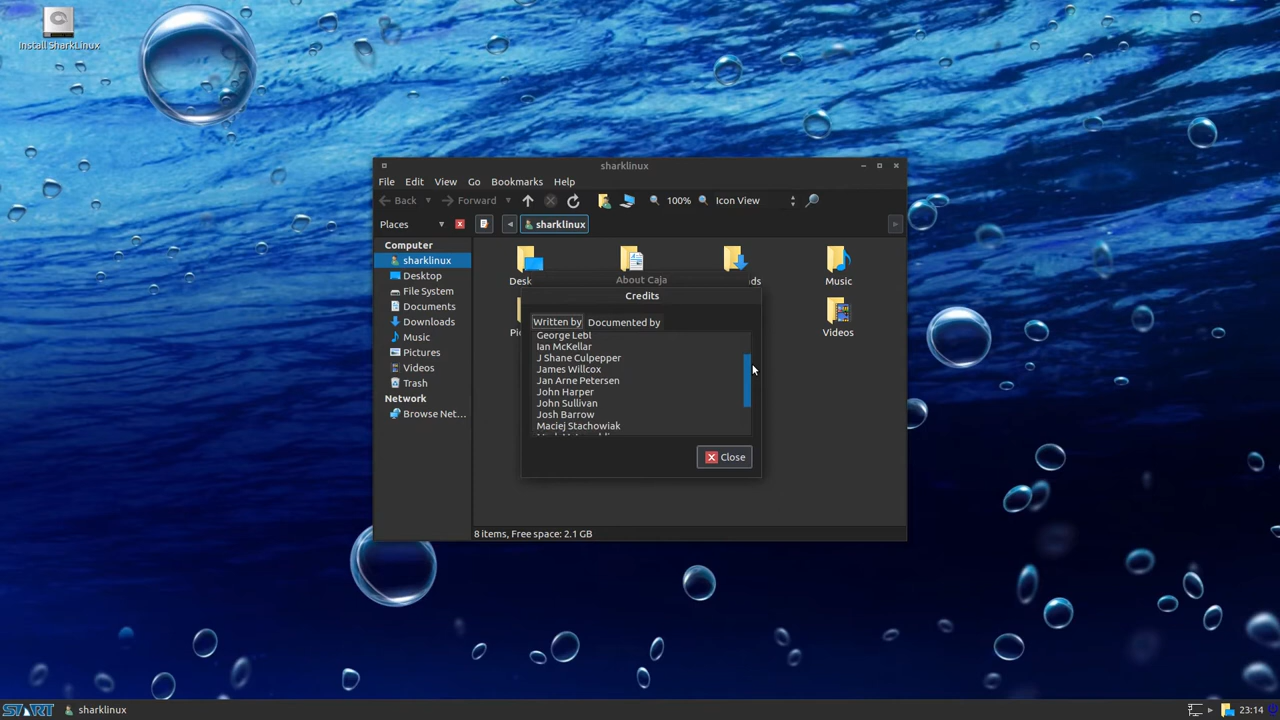 Install SharkLinux
sharklinux
File Edit View Go Bookmarks Help
Back Forward 100% Icon View
Places sharklinux
Computer
sharklinux
Desktop
File System
Documents
Downloads
Music
Pictures
Videos
Trash
Network
Browse Net...
Desk ds Music
Pic Videos
About Caja
Credits
Written by Documented by
George Lebl
Ian McKellar
J Shane Culpepper
James Willcox
Jan Arne Petersen
John Harper
John Sullivan
Josh Barrow
Maciej Stachowiak
Close
8 items, Free space: 2.1 GB
START sharklinux 23:14